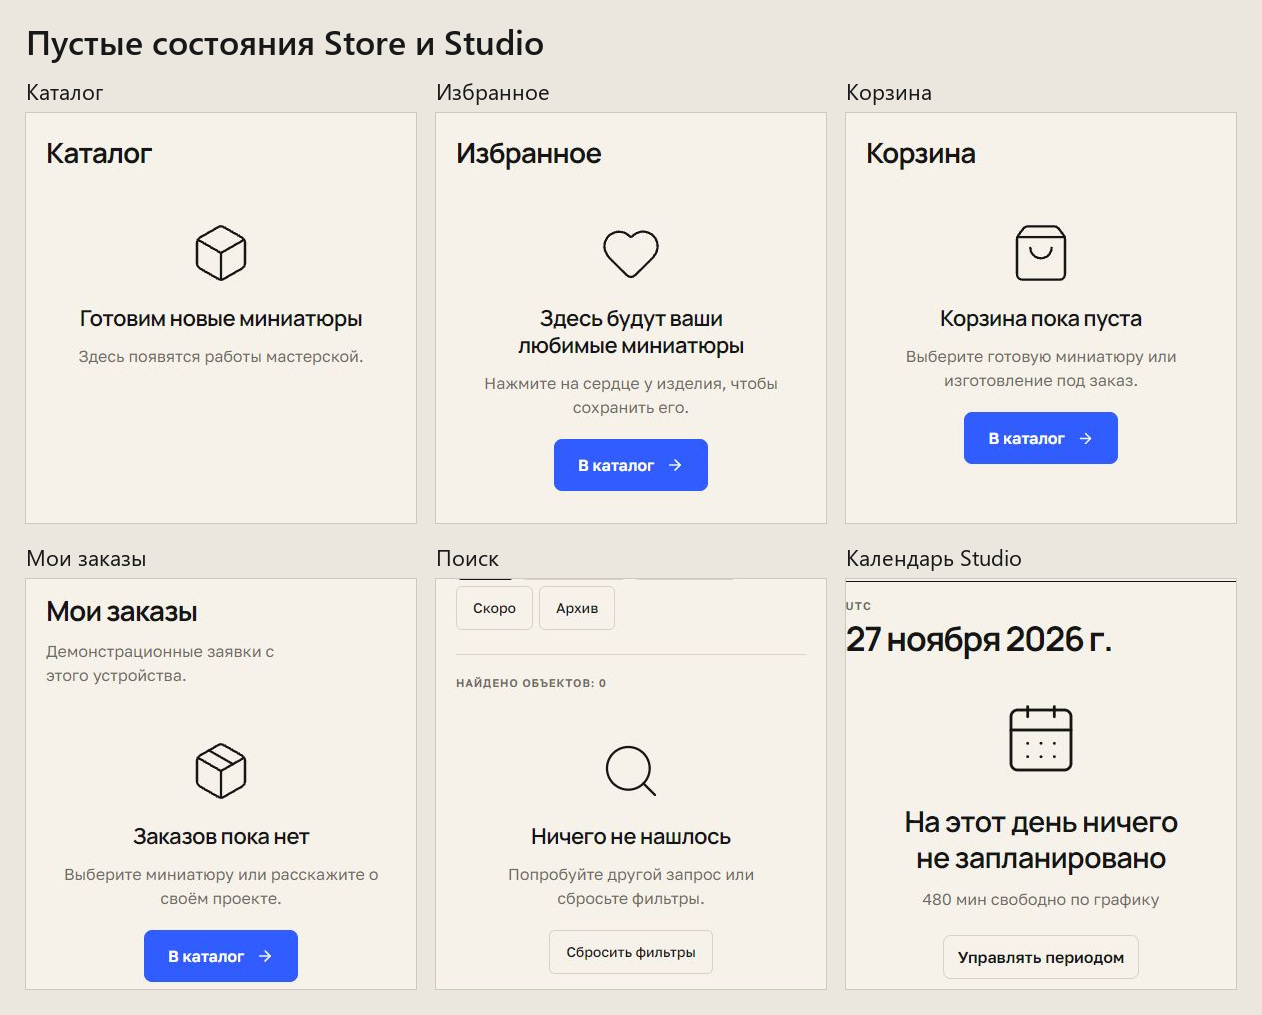 Пустые состояния Store и Studio
Каталог
Каталог
Готовим новые миниатюры
Здесь появятся работы мастерской.
Избранное
Избранное
Здесь будут ваши
любимые миниатюры
Нажмите на сердце у изделия, чтобы
сохранить его.
В каталог →
Корзина
Корзина
Корзина пока пуста
Выберите готовую миниатюру или
изготовление под заказ.
В каталог →
Мои заказы
Мои заказы
Демонстрационные заявки с
этого устройства.
Заказов пока нет
Выберите миниатюру или расскажите о
своём проекте.
В каталог →
Поиск
Скоро Архив
НАЙДЕНО ОБЪЕКТОВ: 0
Ничего не нашлось
Попробуйте другой запрос или
сбросьте фильтры.
Сбросить фильтры
Календарь Studio
UTC
27 ноября 2026 г.
На этот день ничего
не запланировано
480 мин свободно по графику
Управлять периодом